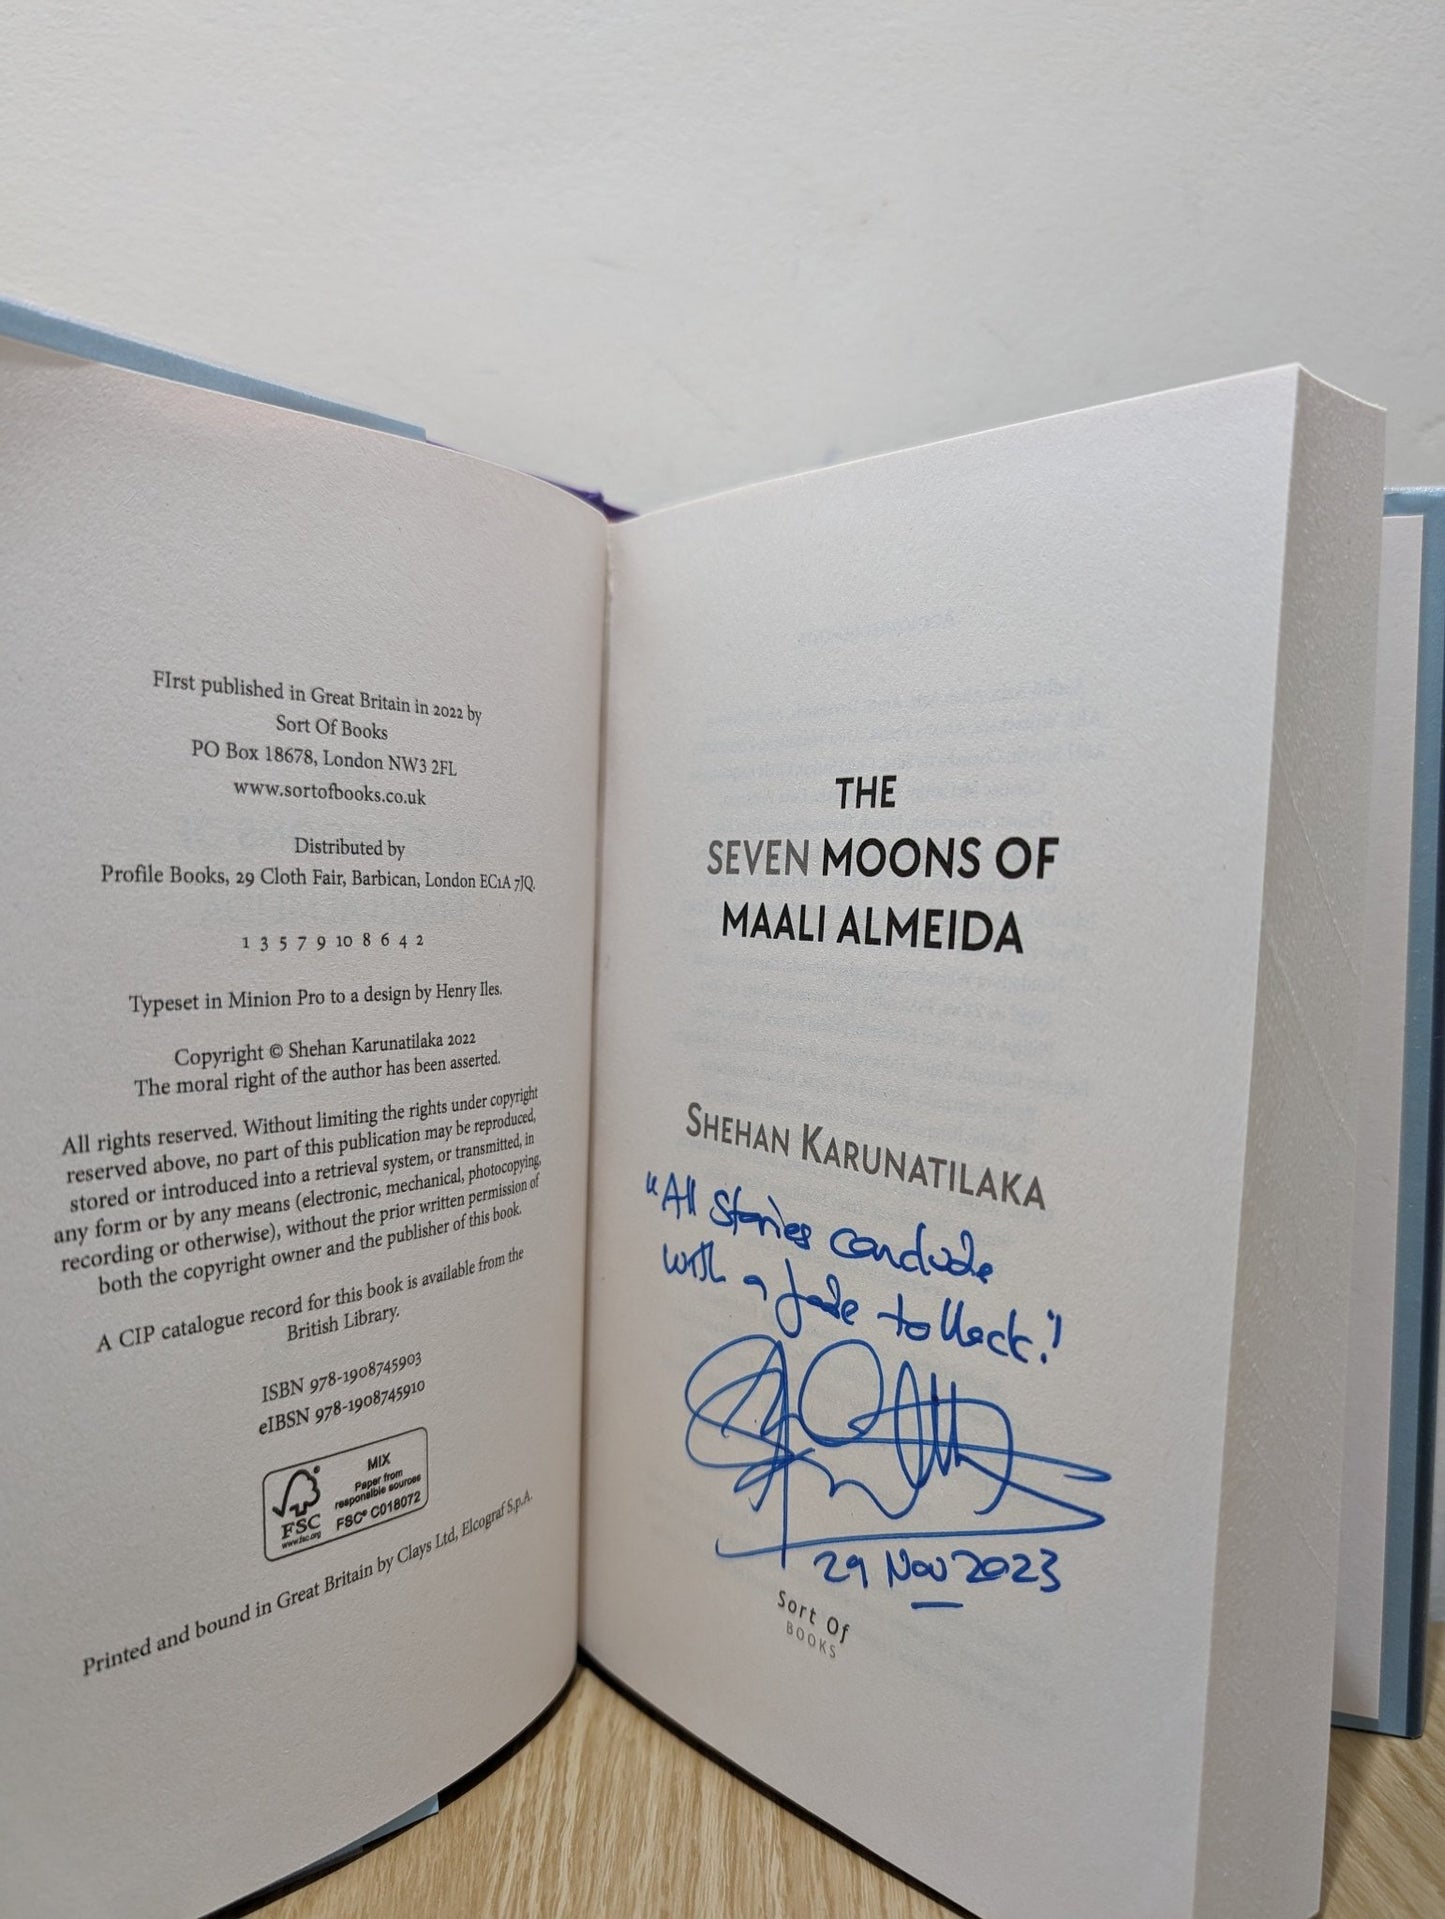 FIrst published in Great Britain in 2022 by
Sort Of Books
PO Box 18678, London NW3 2FL
www.sortofbooks.co.uk
Distributed by
Profile Books, 29 Cloth Fair, Barbican, London EC1A 7JQ.
1 3 5 7 9 10 8 6 4 2
Typeset in Minion Pro to a design by Henry Iles.
Copyright © Shehan Karunatilaka 2022
The moral right of the author has been asserted.
All rights reserved. Without limiting the rights under copyright
reserved above, no part of this publication may be reproduced,
stored or introduced into a retrieval system, or transmitted, in
any form or by any means (electronic, mechanical, photocopying,
recording or otherwise), without the prior written permission of
both the copyright owner and the publisher of this book.
A CIP catalogue record for this book is available from the
British Library.
ISBN 978-1908745903
eIBSN 978-1908745910
FSC
www.fsc.org
MIX
Paper from
responsible sources
FSC® C018072
Printed and bound in Great Britain by Clays Ltd, Elcograf S.p.A.
THE
SEVEN MOONS OF
MAALI ALMEIDA
SHEHAN KARUNATILAKA
"All stories conclude
with a fade to black!"
29 Nov 2023
Sort Of
BOOKS